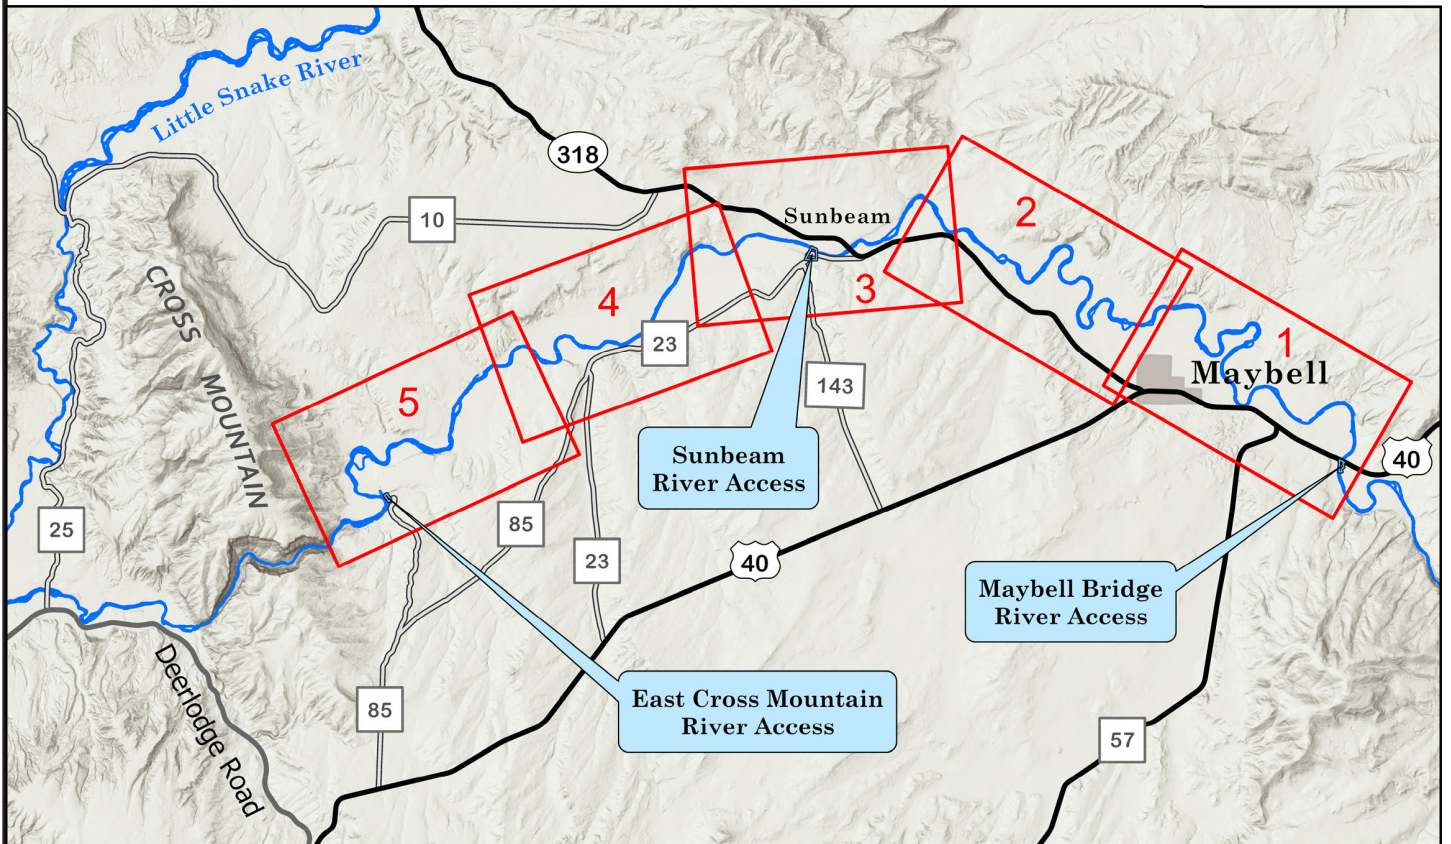 Little Snake River
318
10
Sunbeam
2
3
4
23
1
Maybell
CROSS
MOUNTAIN
5
143
40
Sunbeam
River Access
25
85
23
40
Maybell Bridge
River Access
East Cross Mountain
River Access
Deerlodge Road
85
57